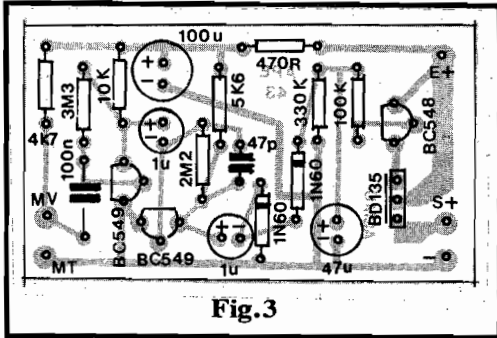 100u
470R
E+
4k7
3M3
10K
5K6
330K
100K
BC548
100n
1u
2M2
47p
1N60
1N60
BD135
MV
BC549
BC549
1u
47u
S+
MT
-
Fig.3